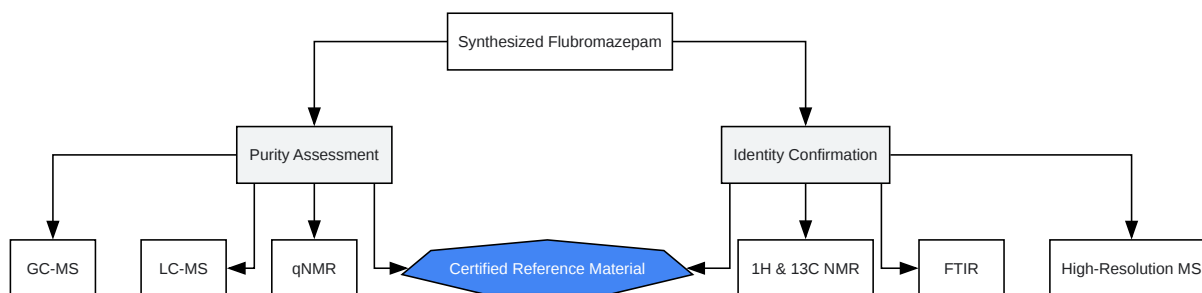 Synthesized Flubromazepam
Purity Assessment
Identity Confirmation
GC-MS
LC-MS
qNMR
Certified Reference Material
1H & 13C NMR
FTIR
High-Resolution MS